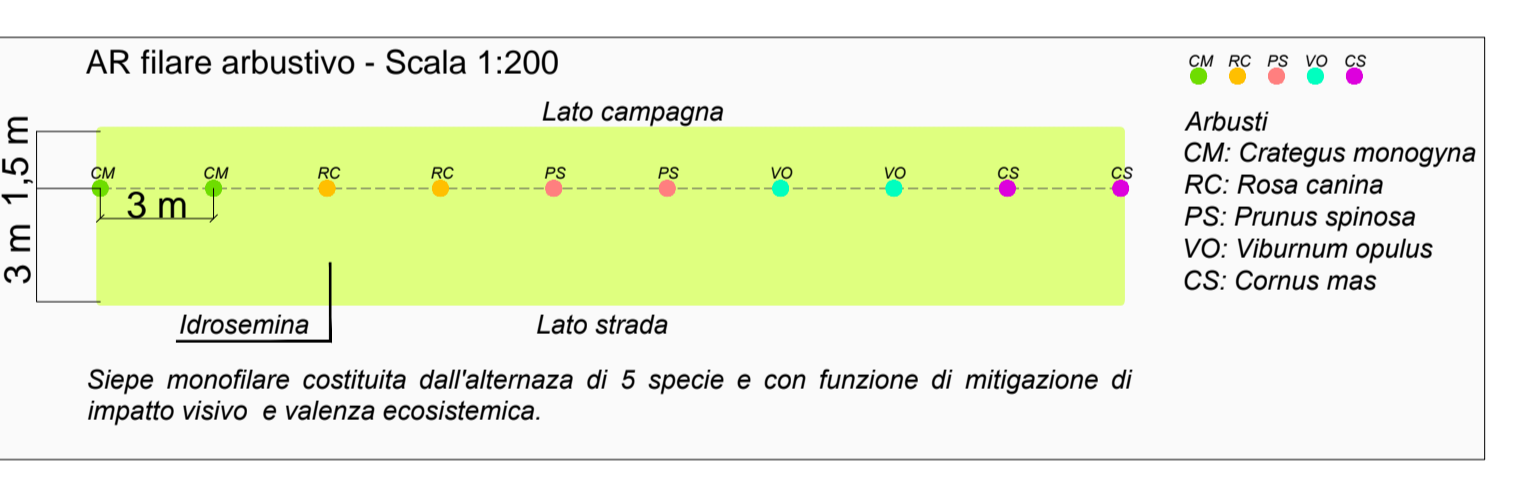 AR filare arbustivo - Scala 1:200
Lato campagna
1,5 m
3 m
CM CM RC RC PS PS VO VO CS CS
3 m
Idrosemina
Lato strada
Siepe monofilare costituita dall'alternaza di 5 specie e con funzione di mitigazione di
impatto visivo e valenza ecosistemica.
CM RC PS VO CS
Arbusti
CM: Crategus monogyna
RC: Rosa canina
PS: Prunus spinosa
VO: Viburnum opulus
CS: Cornus mas